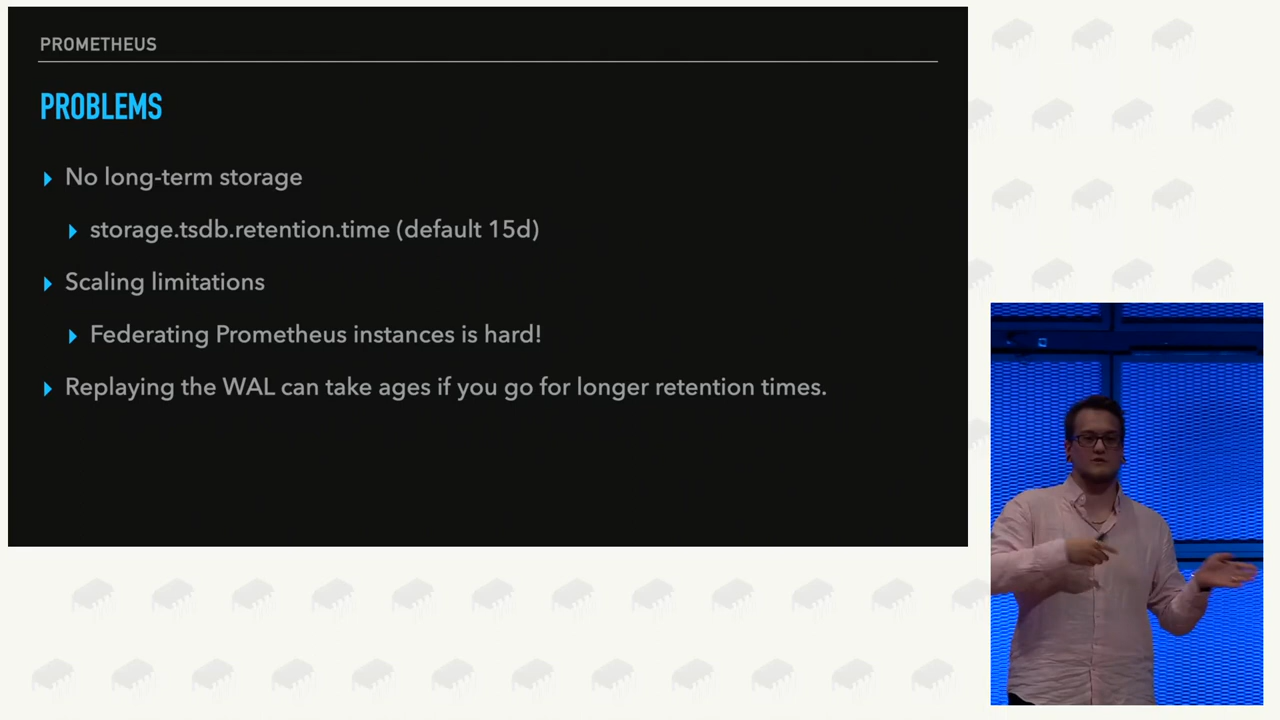 PROMETHEUS
PROBLEMS
No long-term storage
storage.tsdb.retention.time (default 15d)
Scaling limitations
Federating Prometheus instances is hard!
Replaying the WAL can take ages if you go for longer retention times.